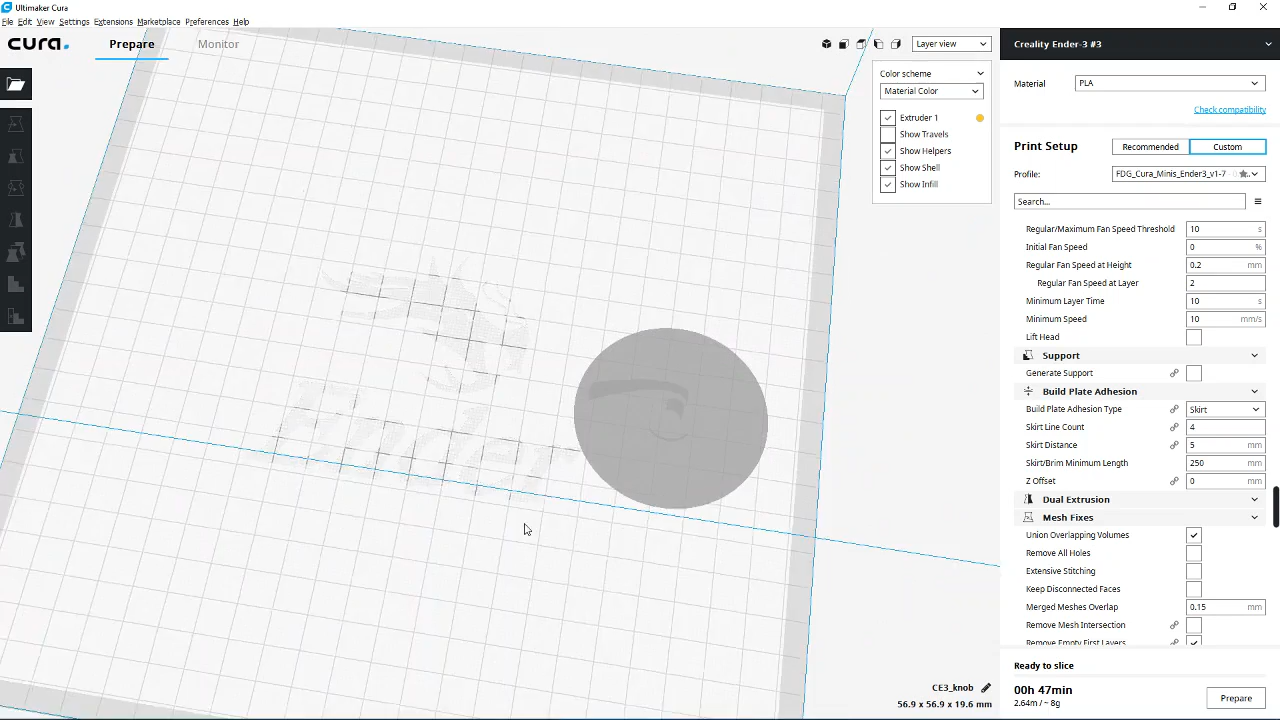 Ultimaker Cura
File Edit View Settings Extensions Marketplace Preferences Help
cura. Prepare Monitor
Layer view
Color scheme
Material Color
Extruder 1
Show Travels
Show Helpers
Show Shell
Show Infill
Creality Ender-3 #3
Material PLA
Check compatibility
Print Setup Recommended Custom
Profile: FDG_Cura_Minis_Ender3_v1-7
Search...
Regular/Maximum Fan Speed Threshold 10 s
Initial Fan Speed 0 %
Regular Fan Speed at Height 0.2 mm
Regular Fan Speed at Layer 2
Minimum Layer Time 10 s
Minimum Speed 10 mm/s
Lift Head
Support
Generate Support
Build Plate Adhesion
Build Plate Adhesion Type Skirt
Skirt Line Count 4
Skirt Distance 5 mm
Skirt/Brim Minimum Length 250 mm
Z Offset 0 mm
Dual Extrusion
Mesh Fixes
Union Overlapping Volumes
Remove All Holes
Extensive Stitching
Keep Disconnected Faces
Merged Meshes Overlap 0.15 mm
Remove Mesh Intersection
Remove Empty First Layers
Ready to slice
00h 47min
2.64m / ~ 8g
Prepare
CE3_knob
56.9 x 56.9 x 19.6 mm
Ender